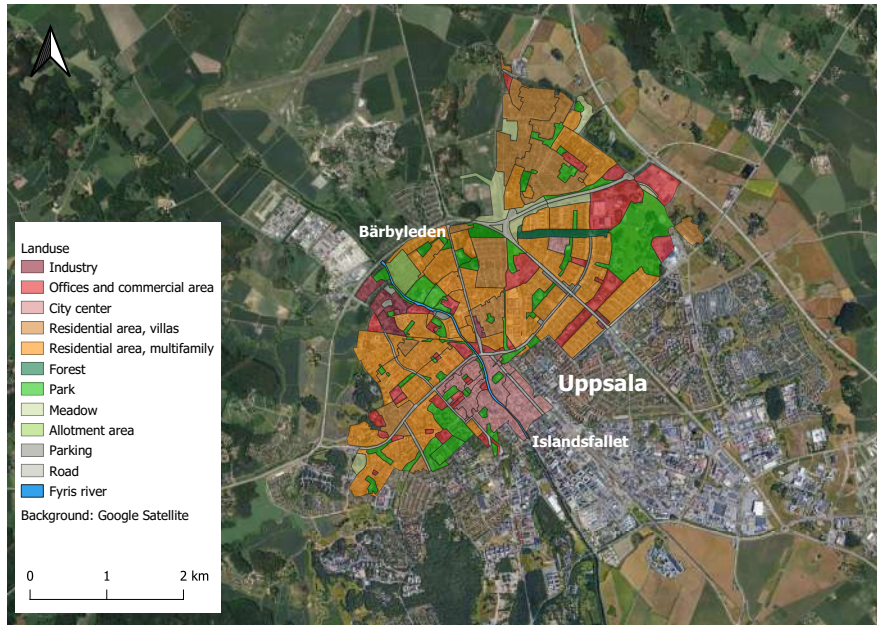 Bärbyleden
Uppsala
Islandsfallet
Landuse
Industry
Offices and commercial area
City center
Residential area, villas
Residential area, multifamily
Forest
Park
Meadow
Allotment area
Parking
Road
Fyris river
Background: Google Satellite
0 1 2 km